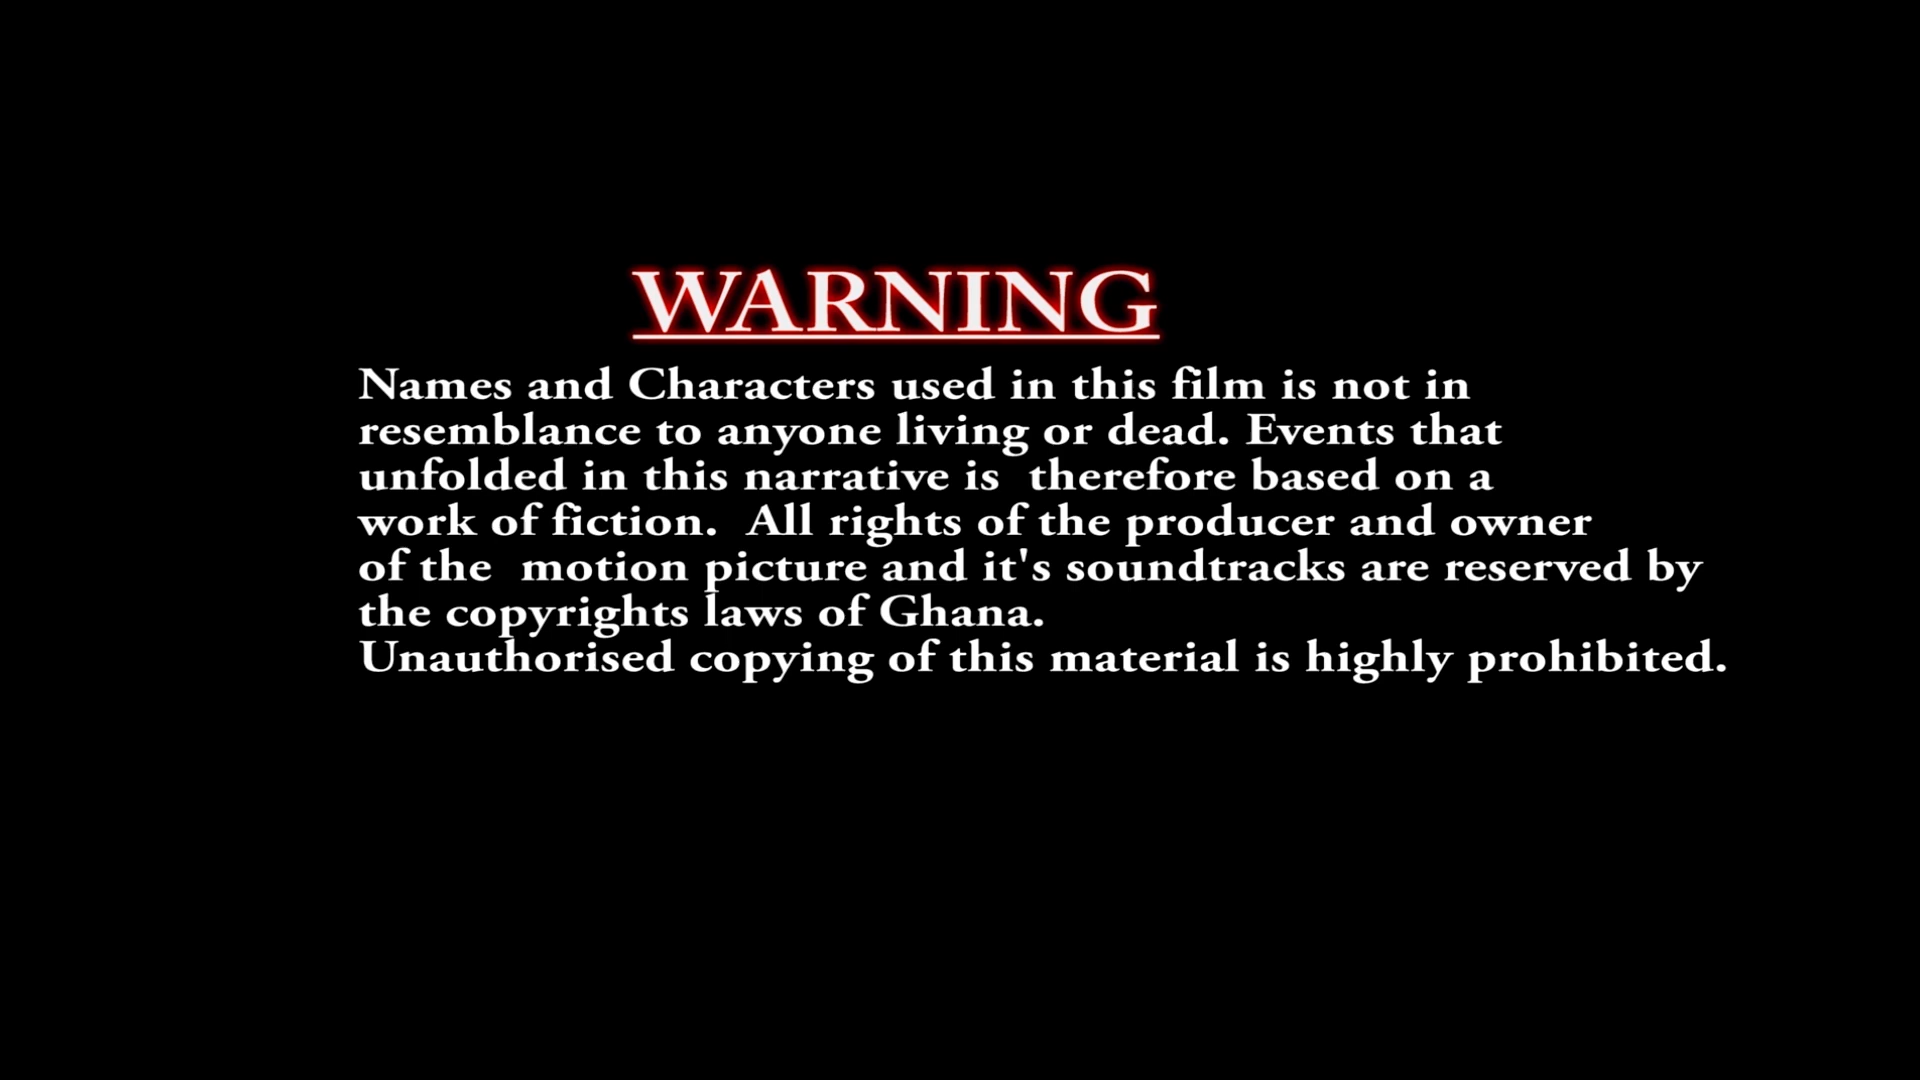 WARNING
Names and Characters used in this film is not in
resemblance to anyone living or dead. Events that
unfolded in this narrative is  therefore based on a
work of fiction.  All rights of the producer and owner
of the  motion picture and it's soundtracks are reserved by
the copyrights laws of Ghana.
Unauthorised copying of this material is highly prohibited.